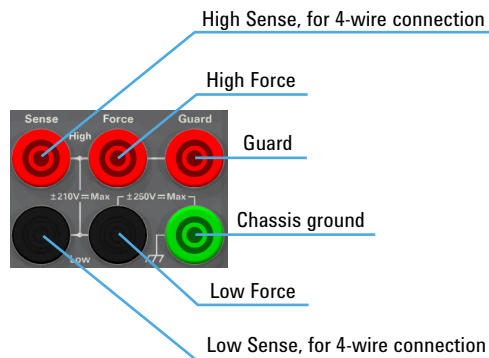 High Sense, for 4-wire connection
High Force
Sense Force Guard
High
Guard
±210V⎓Max ±250V⎓Max
Chassis ground
Low
Low Force
Low Sense, for 4-wire connection